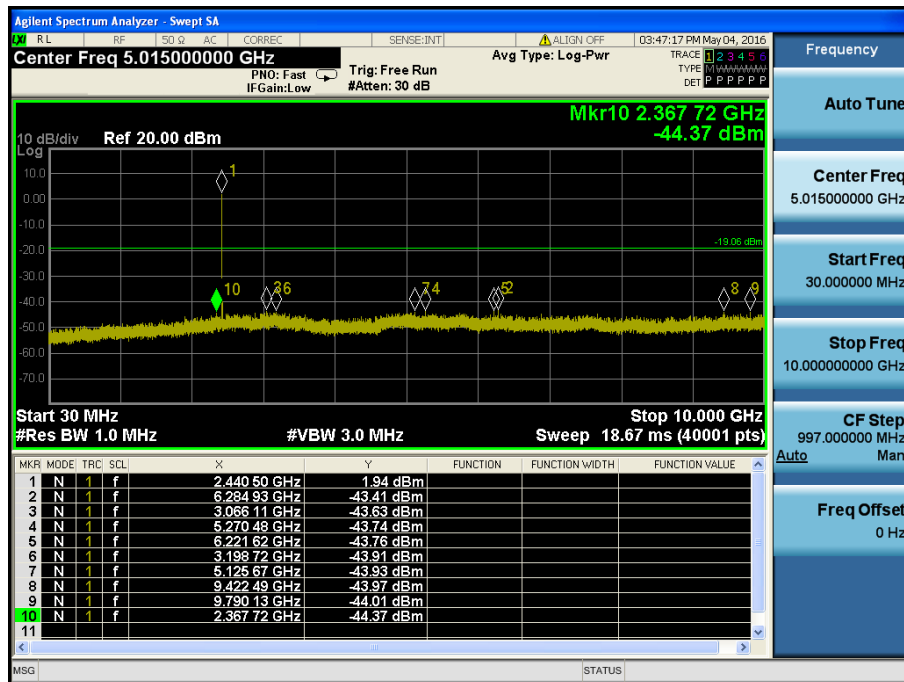 Agilent Spectrum Analyzer - Swept SA
LXI RL RF 50 Ω AC CORREC SENSE:INT ALIGN OFF 03:47:17 PM May 04, 2016
Center Freq 5.015000000 GHz
PNO: Fast
IFGain:Low
Trig: Free Run
#Atten: 30 dB
Avg Type: Log-Pwr
TRACE 1 2 3 4 5 6
TYPE M WWWWW
DET P P P P P P
Mkr10 2.367 72 GHz
-44.37 dBm
10 dB/div Ref 20.00 dBm
Log
10.0
0.00
-10.0
-20.0
-30.0
-40.0
-50.0
-60.0
-70.0
1
-19.06 dBm
10 3 6 7 4 5 2 8 9
Start 30 MHz Stop 10.000 GHz
#Res BW 1.0 MHz #VBW 3.0 MHz Sweep 18.67 ms (40001 pts)
MKR MODE TRC SCL X Y FUNCTION FUNCTION WIDTH FUNCTION VALUE
1 N 1 f 2.440 50 GHz 1.94 dBm
2 N 1 f 6.284 93 GHz -43.41 dBm
3 N 1 f 3.066 11 GHz -43.63 dBm
4 N 1 f 5.270 48 GHz -43.74 dBm
5 N 1 f 6.221 62 GHz -43.76 dBm
6 N 1 f 3.198 72 GHz -43.91 dBm
7 N 1 f 5.125 67 GHz -43.93 dBm
8 N 1 f 9.422 49 GHz -43.97 dBm
9 N 1 f 9.790 13 GHz -44.01 dBm
10 N 1 f 2.367 72 GHz -44.37 dBm
11
MSG STATUS
Frequency
Auto Tune
Center Freq
5.015000000 GHz
Start Freq
30.000000 MHz
Stop Freq
10.000000000 GHz
CF Step
997.000000 MHz
Auto Man
Freq Offset
0 Hz